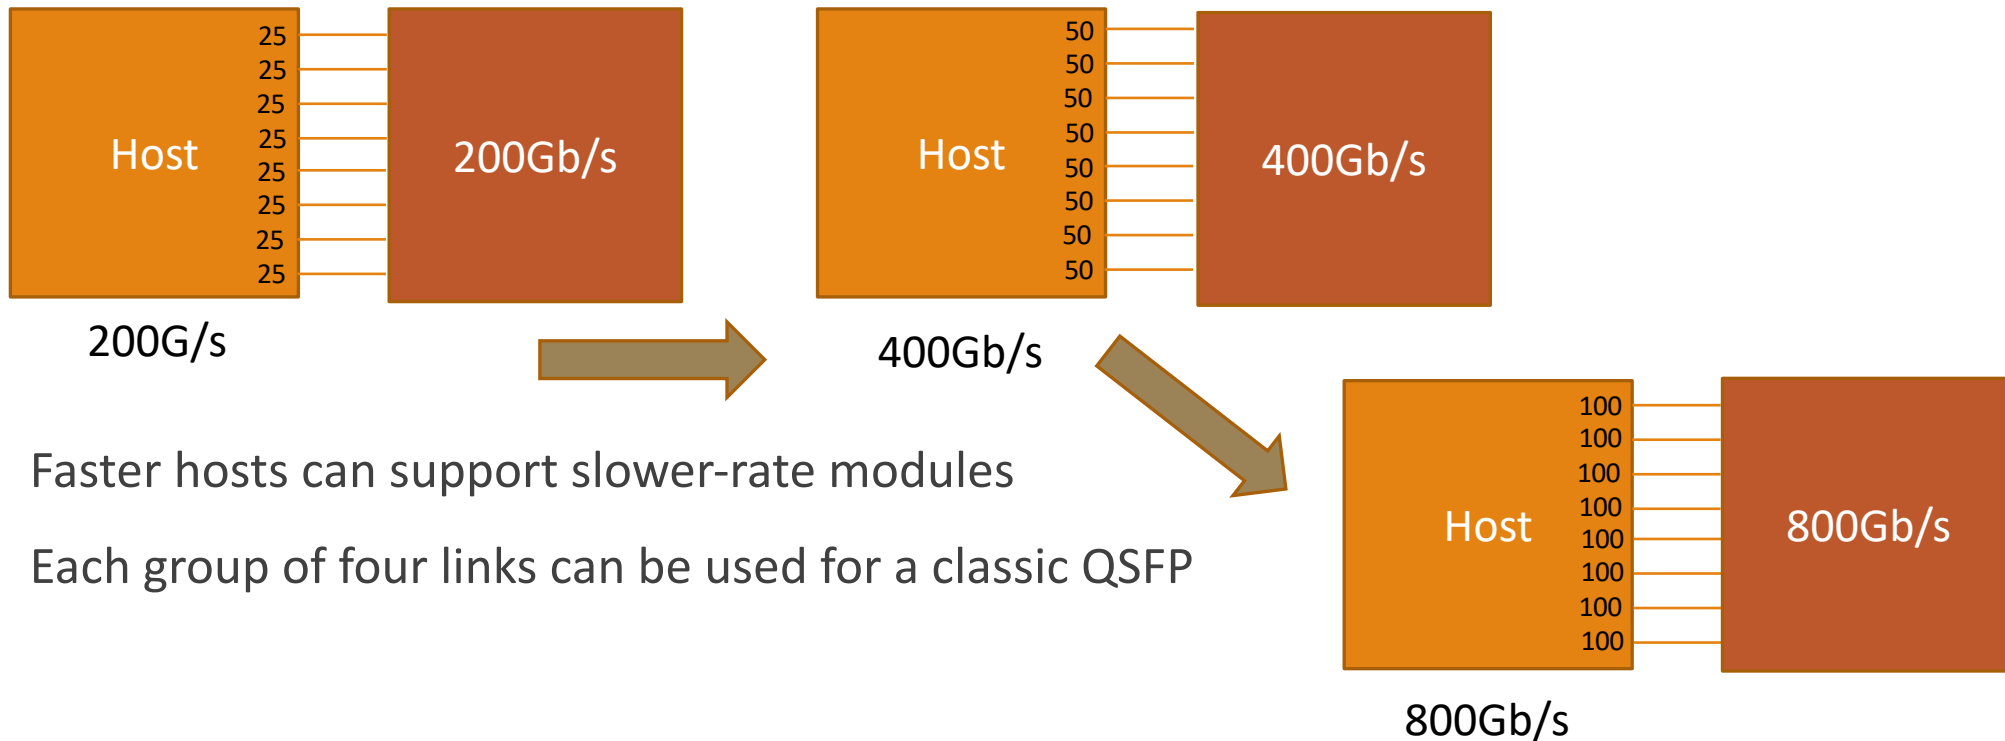 25
25
25
25
25
25
25
25
Host
200Gb/s
200G/s
50
50
50
50
50
50
50
50
Host
400Gb/s
400Gb/s
Faster hosts can support slower-rate modules
Each group of four links can be used for a classic QSFP
100
100
100
100
100
100
100
100
Host
800Gb/s
800Gb/s